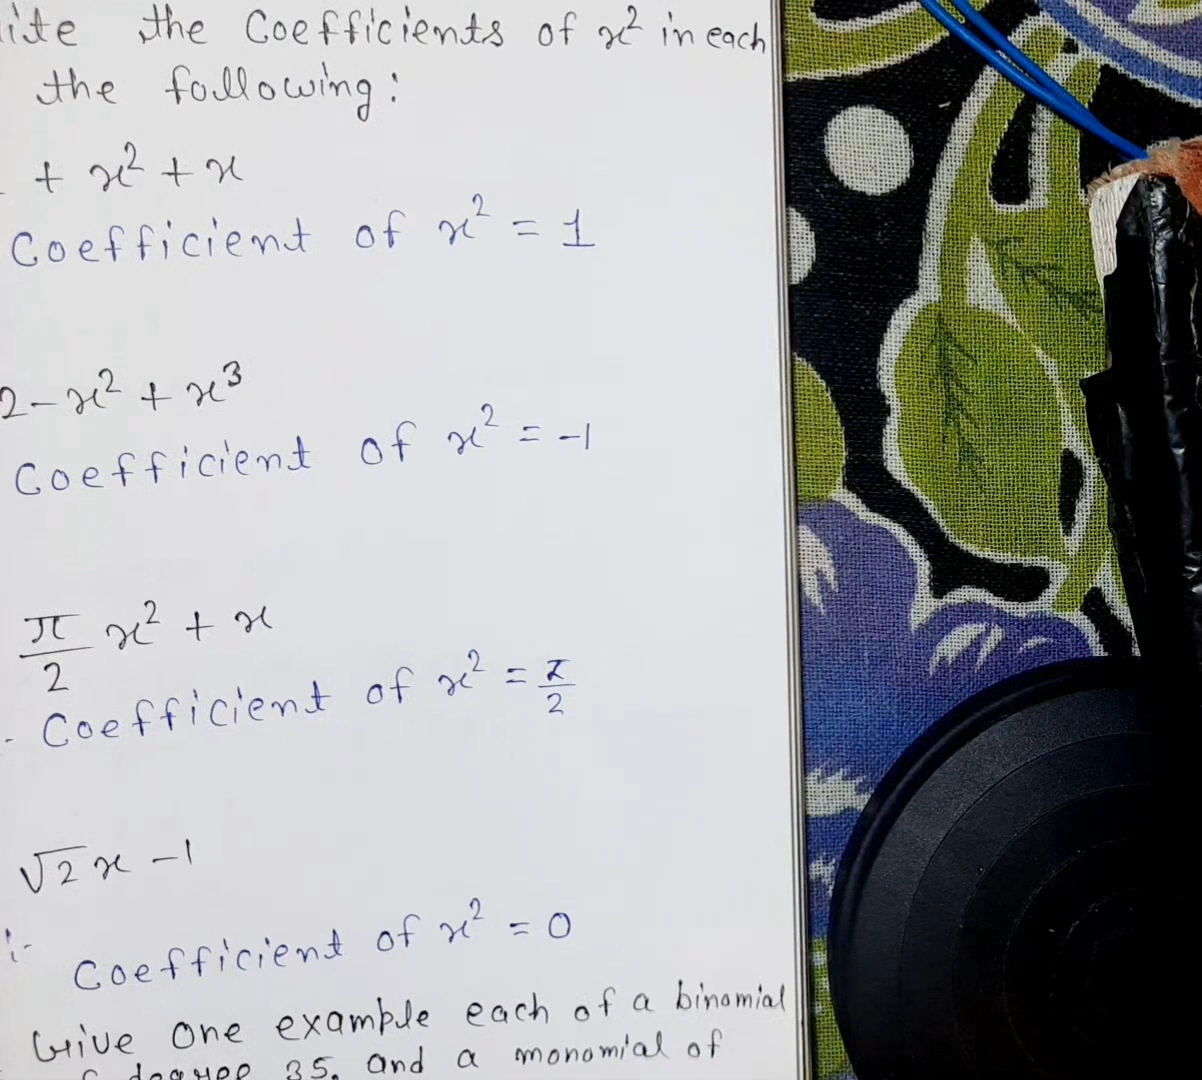 the Coefficients of x² in each
the following:
+ x² + x
Coefficient of x² = 1
2 - x² + x³
Coefficient of x² = -1
π/2 x² + x
Coefficient of x² = π/2
√2x - 1
Coefficient of x² = 0
Give one example each of a binomial
degree 35, and a monomial of